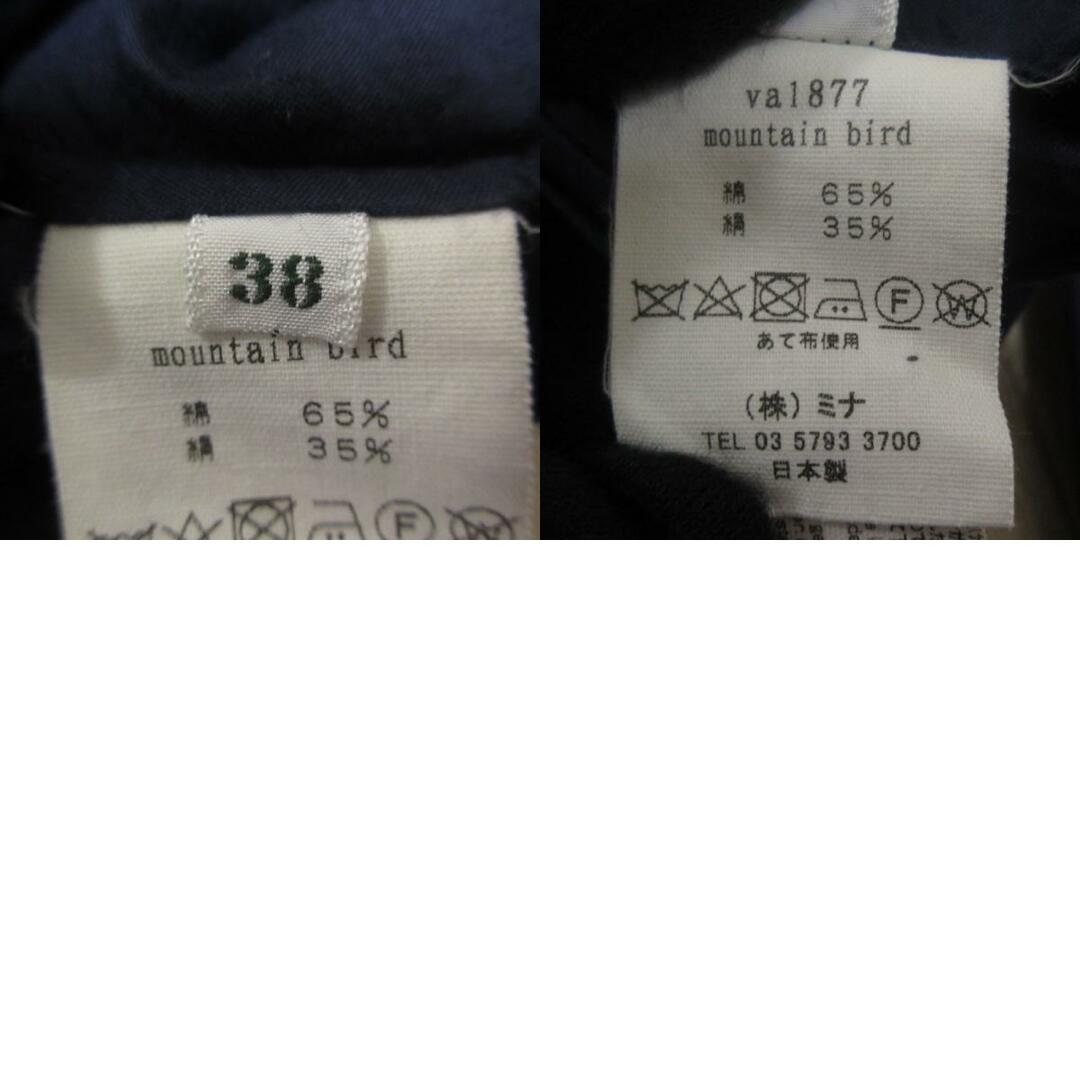 38
mountain bird
綿 65%
絹 35%
F W
va1877
mountain bird
綿 65%
絹 35%
F W
あて布使用
(株)ミナ
TEL 03 5793 3700
日本製